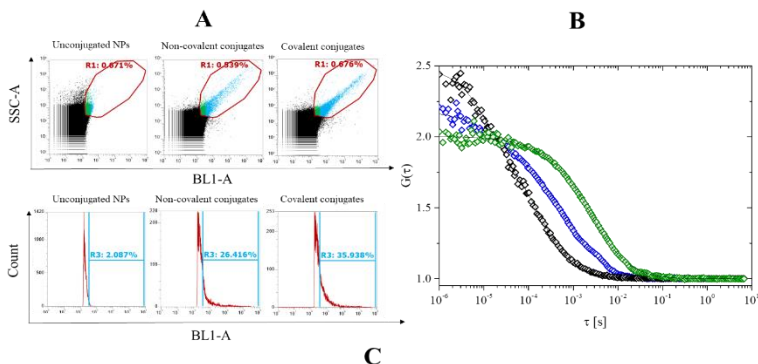 A
B
Unconjugated NPs
Non-covalent conjugates
Covalent conjugates
R1: 0.671%
R1: 0.539%
R1: 0.676%
SSC-A
BL1-A
Unconjugated NPs
Non-covalent conjugates
Covalent conjugates
R3: 2.087%
R3: 26.416%
R3: 35.938%
Count
BL1-A
2.5
2.0
1.5
1.0
G(τ)
10⁻⁶ 10⁻⁵ 10⁻⁴ 10⁻³ 10⁻² 10⁻¹ 10⁰ 10¹
τ [s]
C